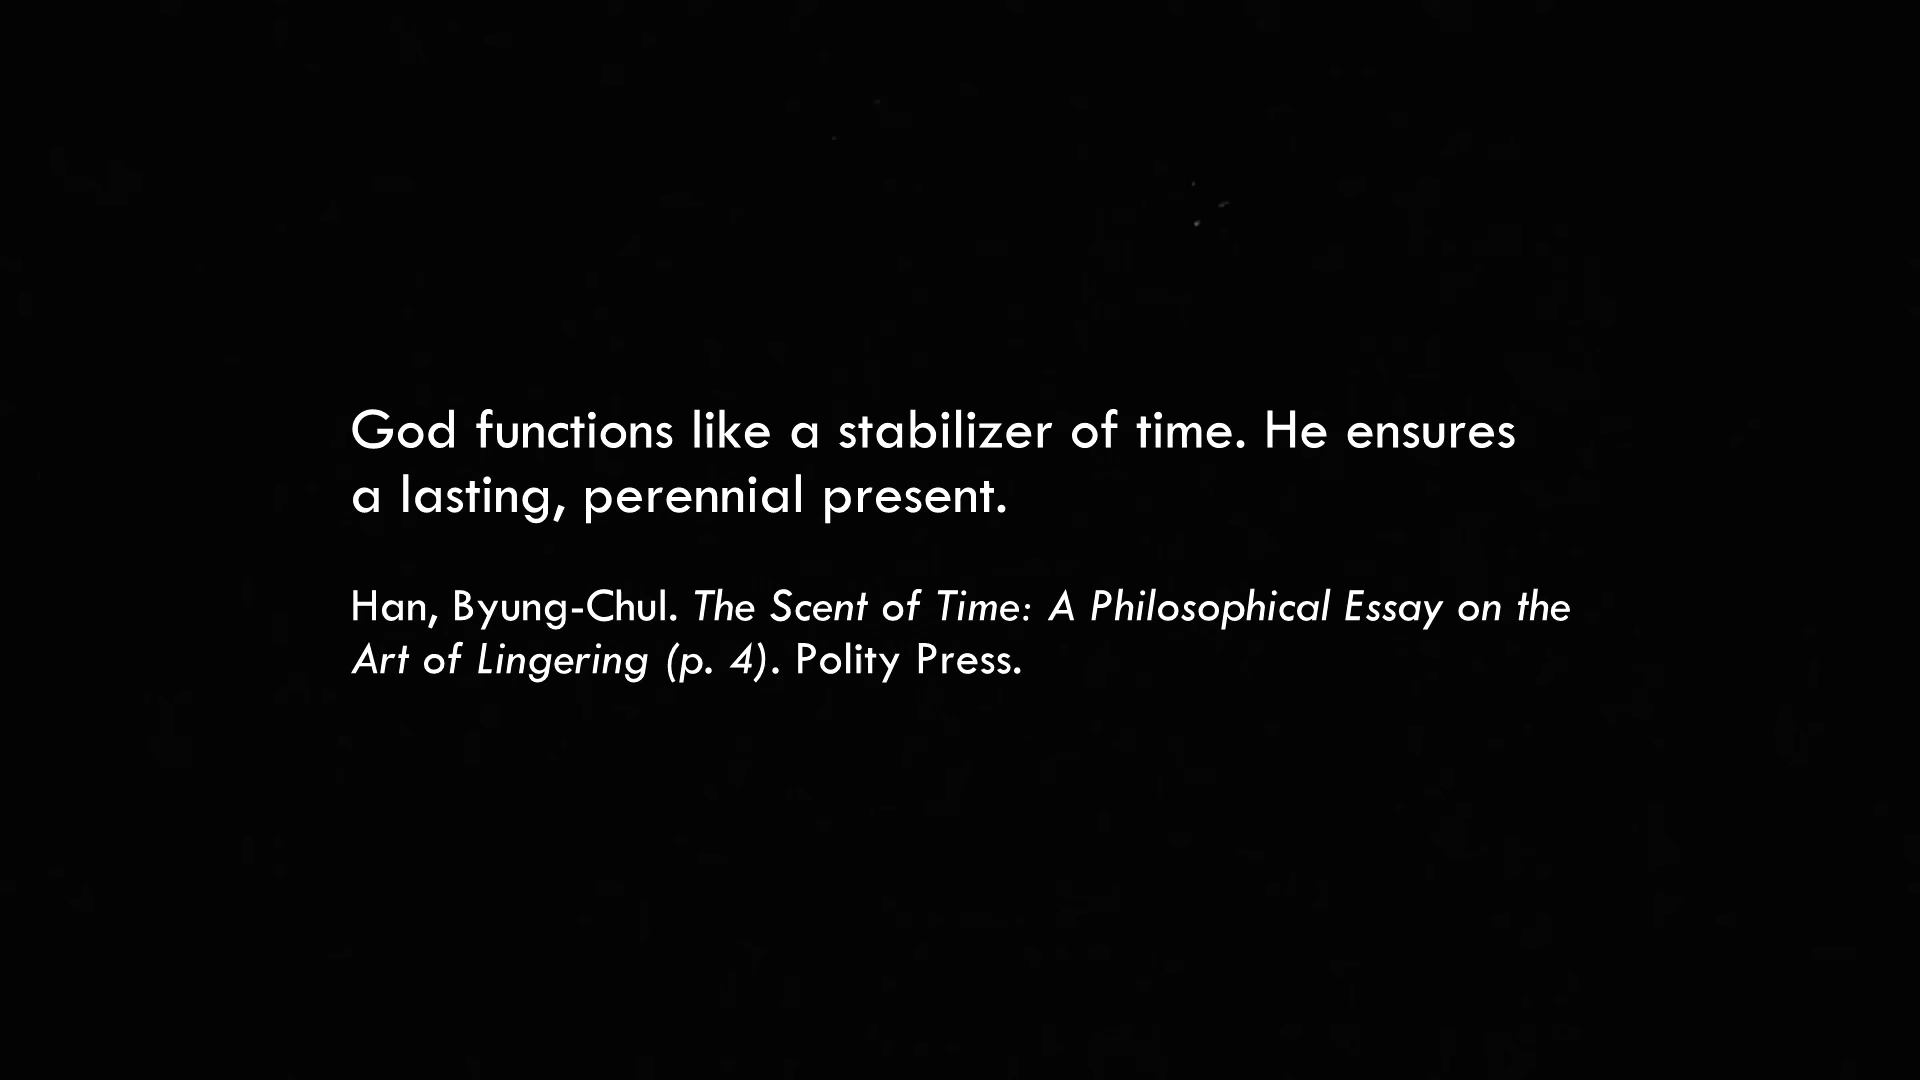 God functions like a stabilizer of time. He ensures
a lasting, perennial present.
Han, Byung-Chul. The Scent of Time: A Philosophical Essay on the
Art of Lingering (p. 4). Polity Press.